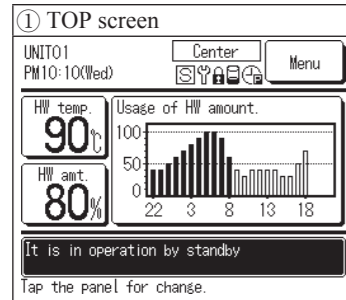 ① TOP screen
UNIT01
PM10:10(Wed)
Center
S
Menu
HW temp.
90℃
HW amt.
80%
Usage of HW amount.
100
50
0
22 3 8 13 18
It is in operation by standby
Tap the panel for change.